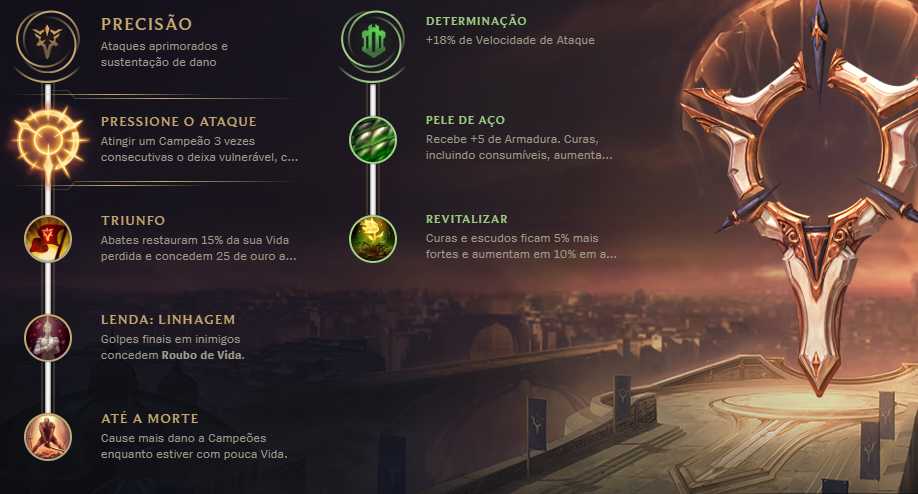 PRECISÃO
Ataques aprimorados e
sustentação de dano
PRESSIONE O ATAQUE
Atingir um Campeão 3 vezes
consecutivas o deixa vulnerável, c...
TRIUNFO
Abates restauram 15% da sua Vida
perdida e concedem 25 de ouro a...
LENDA: LINHAGEM
Golpes finais em inimigos
concedem Roubo de Vida.
ATÉ A MORTE
Cause mais dano a Campeões
enquanto estiver com pouca Vida.
DETERMINAÇÃO
+18% de Velocidade de Ataque
PELE DE AÇO
Recebe +5 de Armadura. Curas,
incluindo consumíveis, aumenta...
REVITALIZAR
Curas e escudos ficam 5% mais
fortes e aumentam em 10% em a...